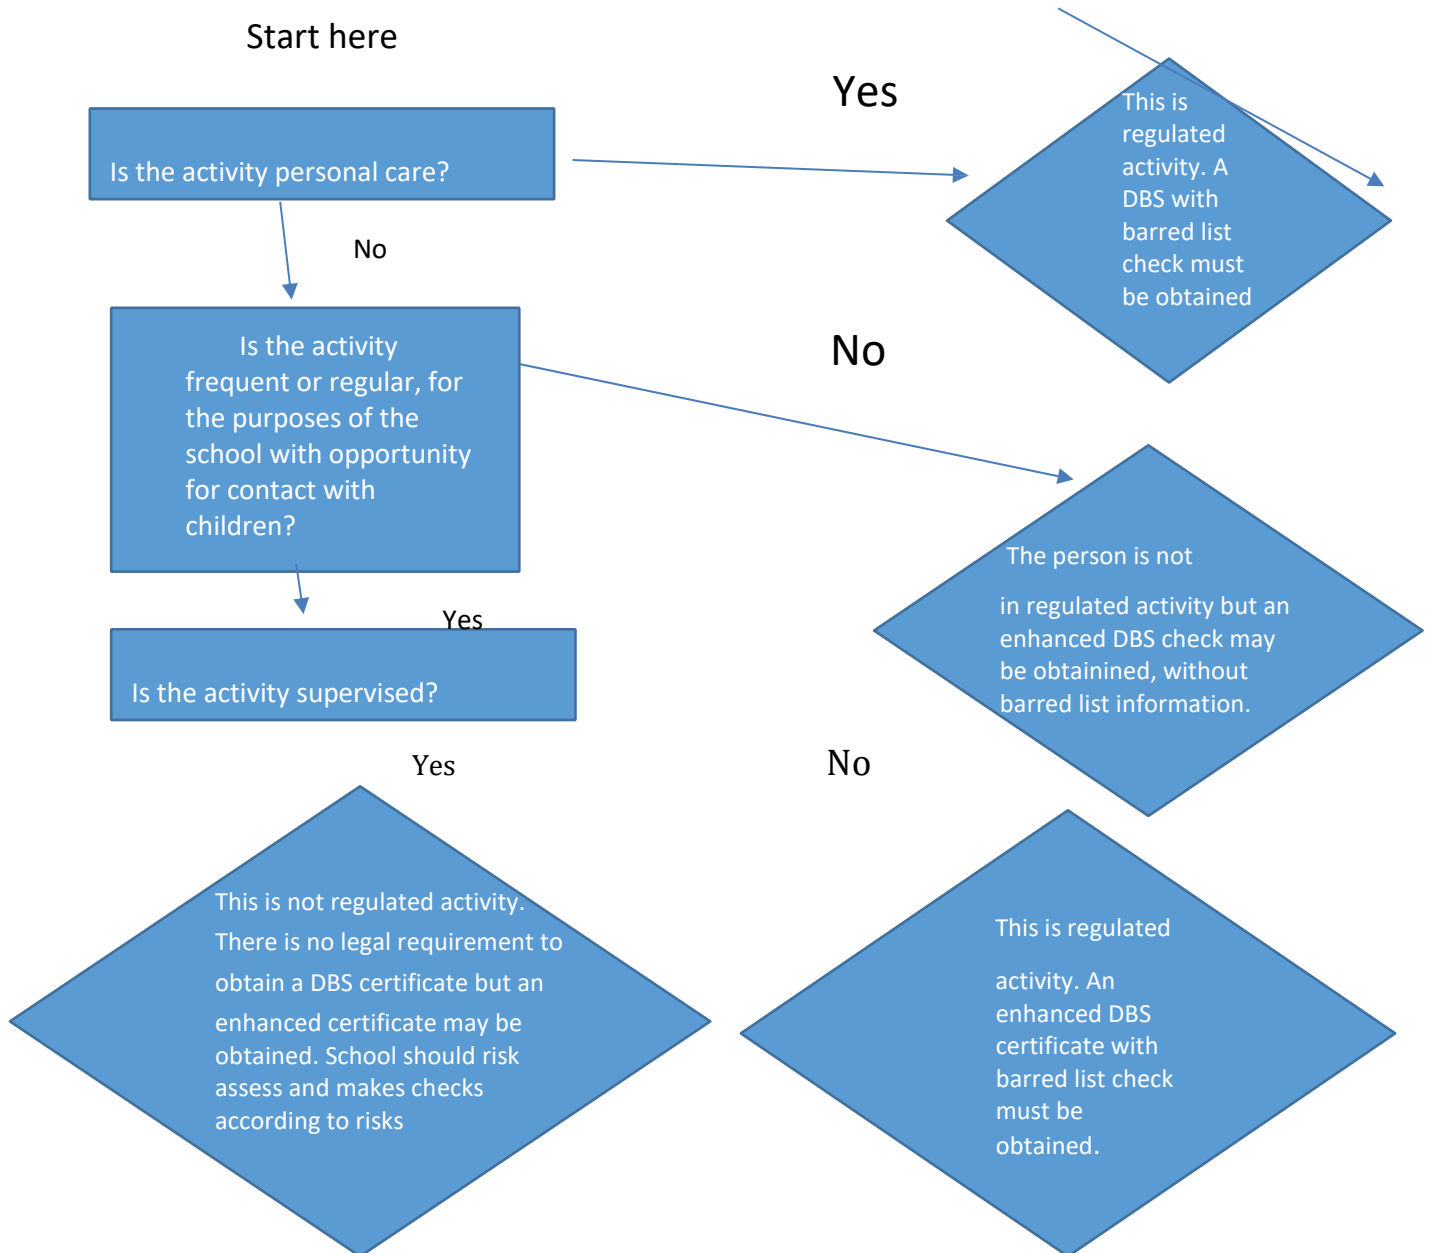 Start here
Yes
Is the activity personal care?
This is
regulated
activity. A
DBS with
barred list
check must
be obtained
No
Is the activity
frequent or regular, for
the purposes of the
school with opportunity
for contact with
children?
No
The person is not
in regulated activity but an
enhanced DBS check may
be obtainined, without
barred list information.
Yes
Is the activity supervised?
Yes
This is not regulated activity.
There is no legal requirement to
obtain a DBS certificate but an
enhanced certificate may be
obtained. School should risk
assess and makes checks
according to risks
No
This is regulated
activity. An
enhanced DBS
certificate with
barred list check
must be
obtained.